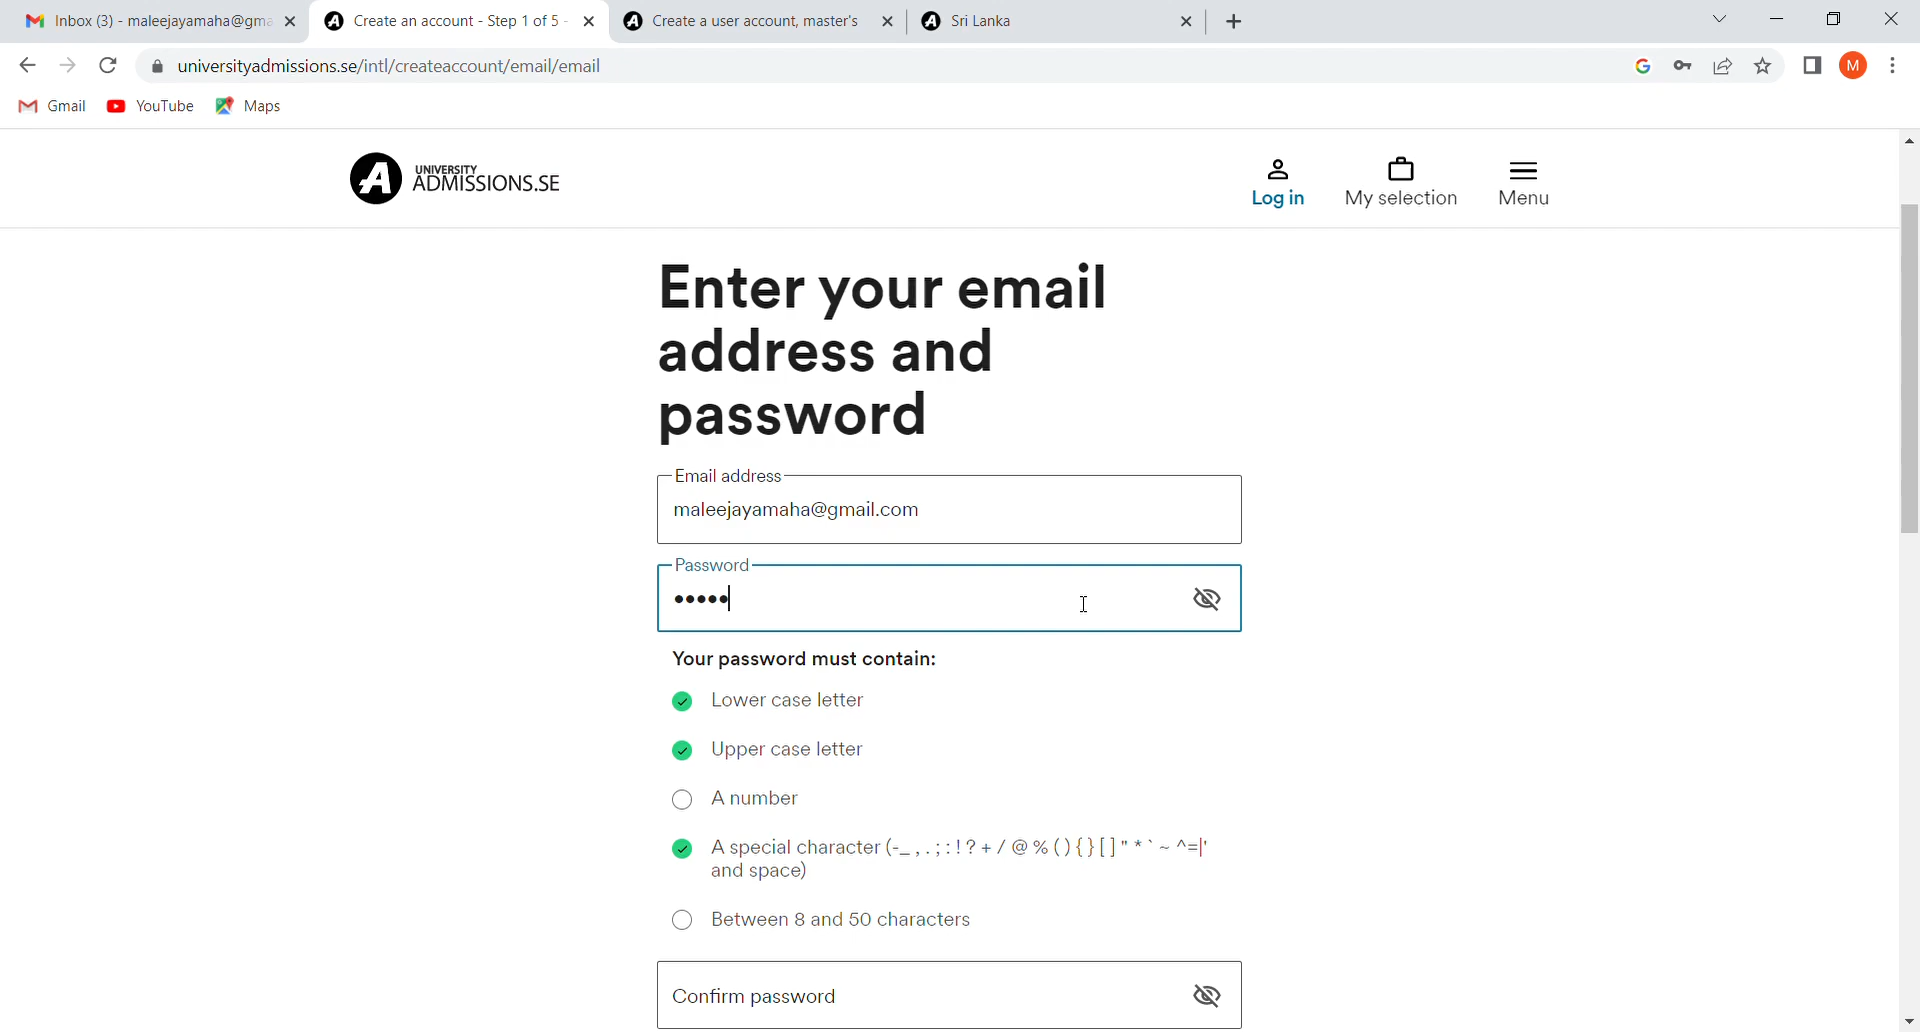 Inbox (3) - maleejayamaha@gma
Create an account - Step 1 of 5 -
Create a user account, master's
Sri Lanka
universityadmissions.se/intl/createaccount/email/email
M
Gmail
YouTube
Maps
A
UNIVERSITY
ADMISSIONS.SE
Log in
My selection
Menu
Enter your email
address and
password
Email address
maleejayamaha@gmail.com
Password
•••••
Your password must contain:
Lower case letter
Upper case letter
A number
A special character (-_ , . ; : ! ? + / @ % ( ) { } [ ] " * ` ~ ^=|'
and space)
Between 8 and 50 characters
Confirm password